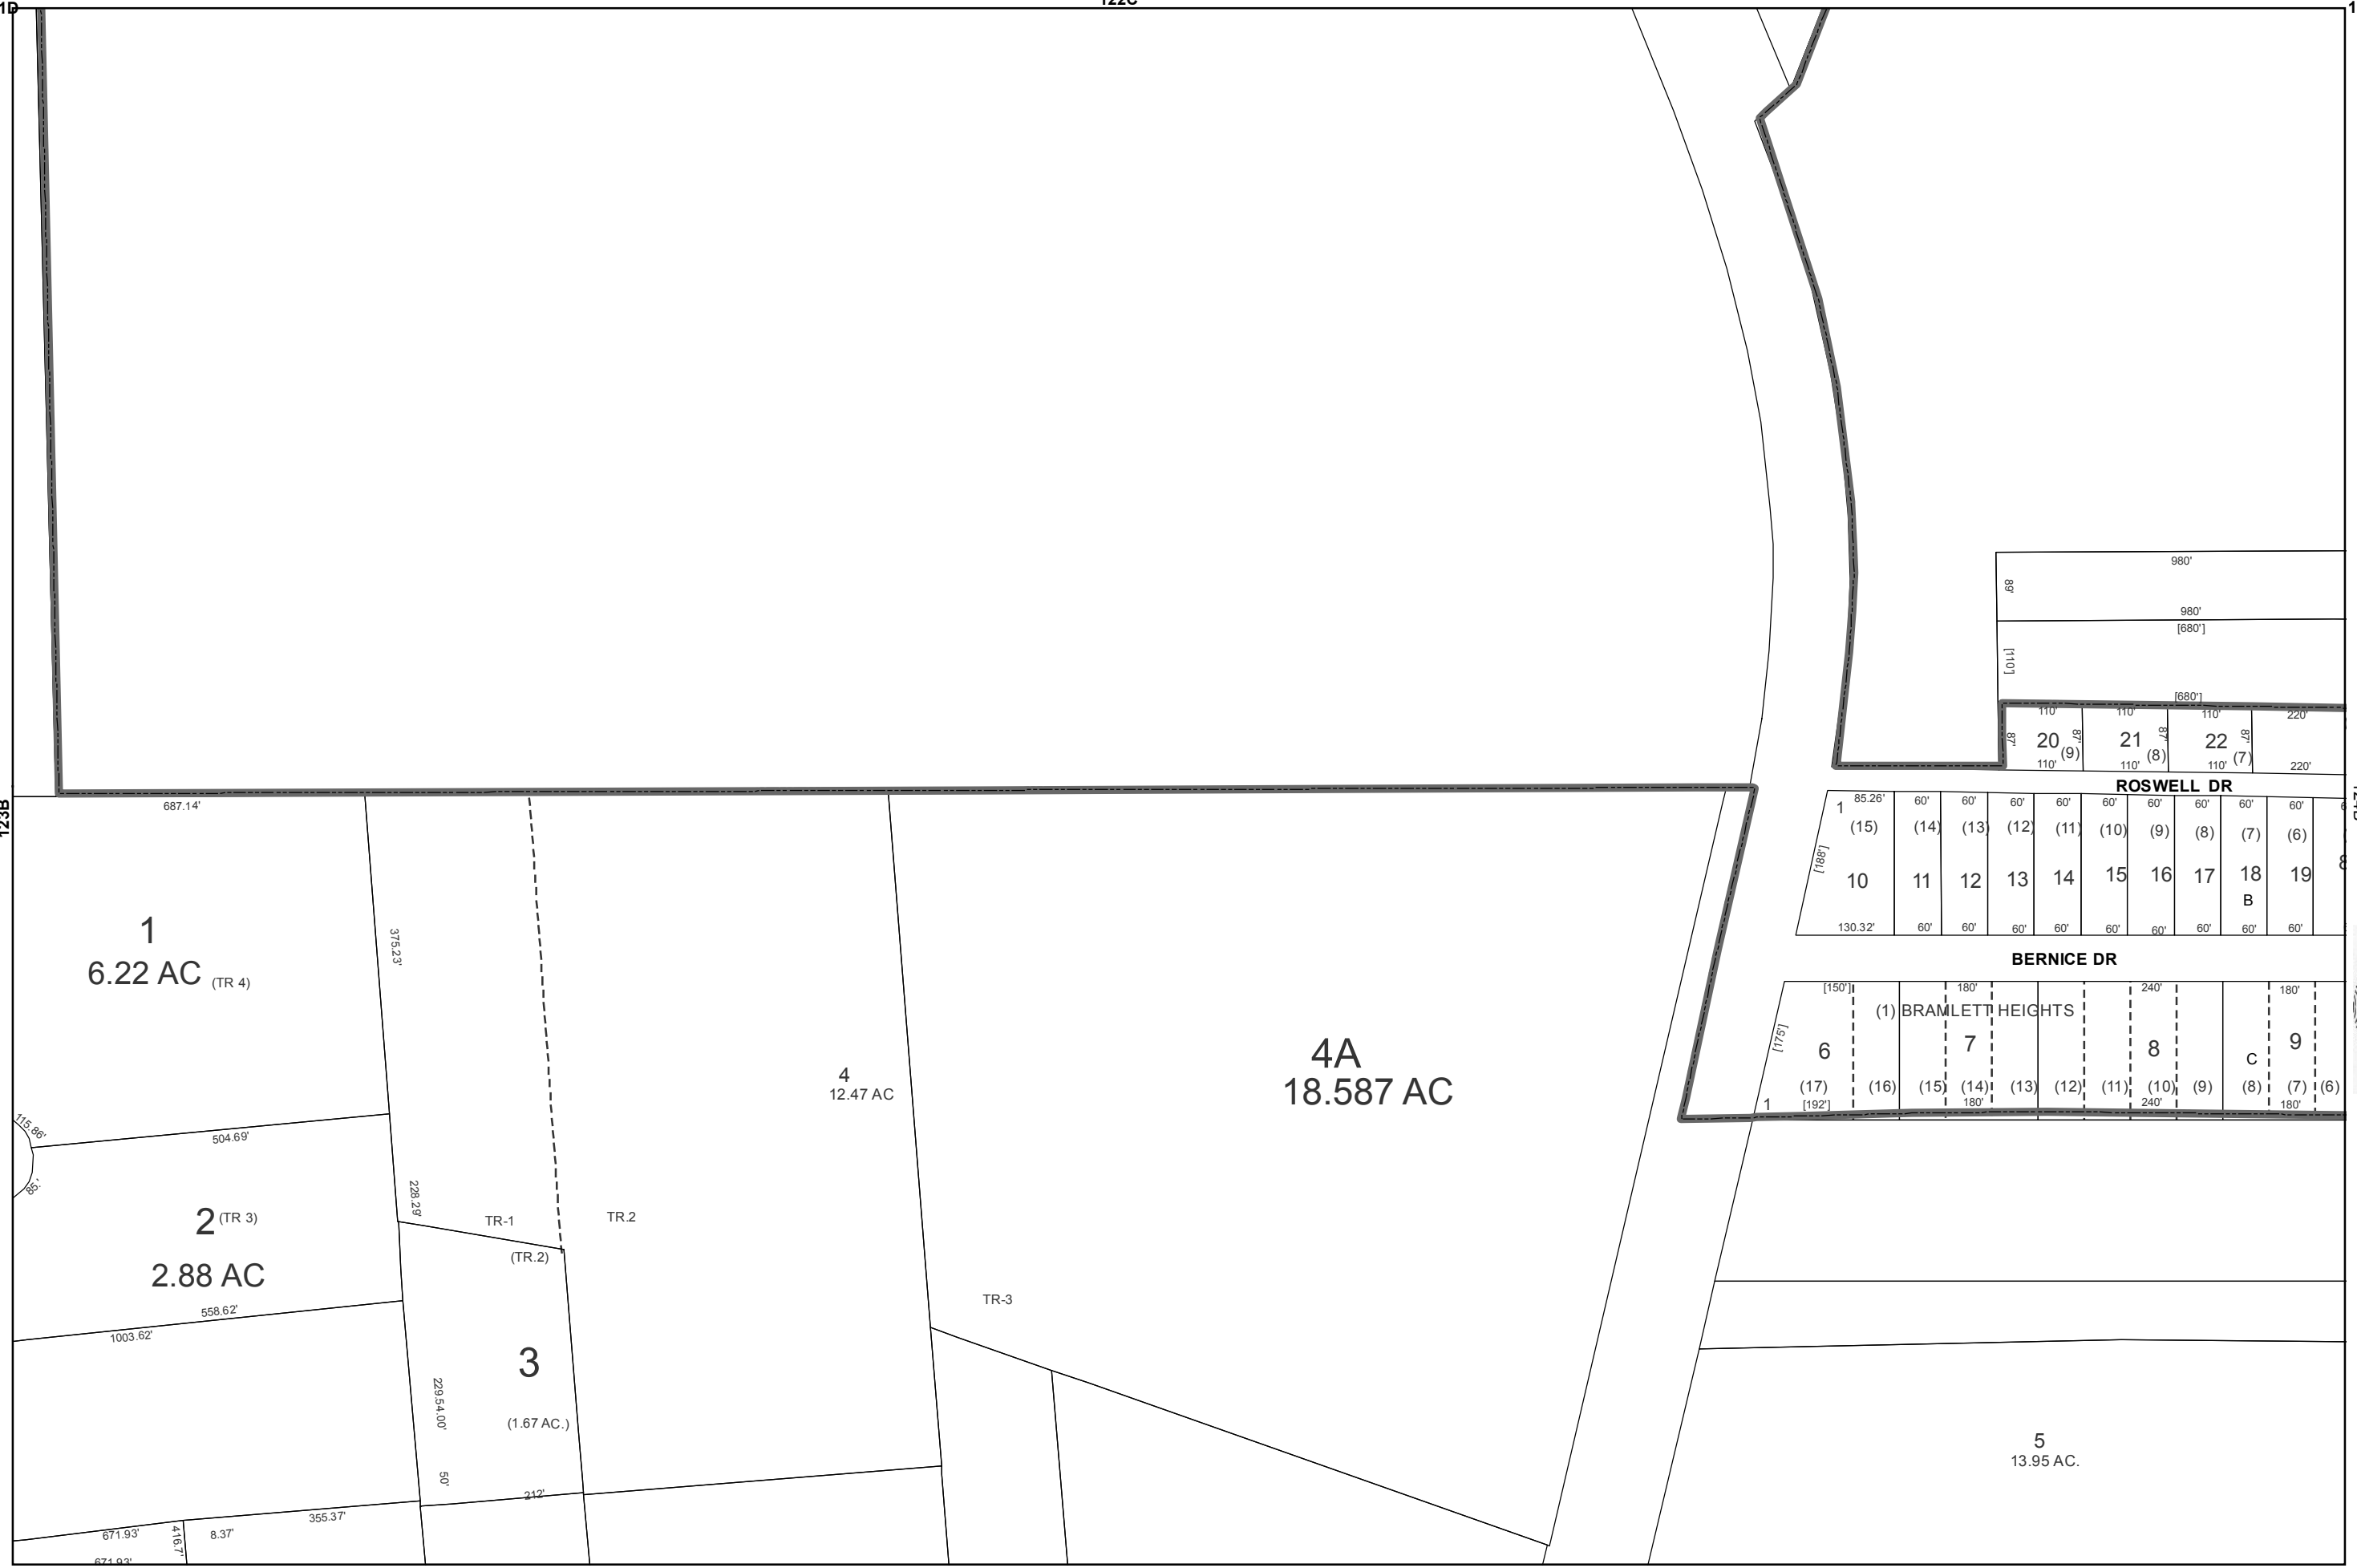 1D
122C
1
980'
89'
980'
[680']
[110']
[680']
110' 110' 110' 220'
87' 20 (9) 87' 21 (8) 87' 22 (7) 87'
110' 110' 110' 220'
ROSWELL DR
123B
687.14'
85.26' 60' 60' 60' 60' 60' 60' 60' 60' 60'
1
(15) (14) (13) (12) (11) (10) (9) (8) (7) (6)
[188']
10 11 12 13 14 15 16 17 18 19
B
130.32' 60' 60' 60' 60' 60' 60' 60' 60' 60'
BERNICE DR
1
6.22 AC (TR 4)
375.23'
[150'] 180' 240' 180'
(1) BRAMLETT HEIGHTS
[175']
6 7 8 C 9
(17) (16) (15) (14) (13) (12) (11) (10) (9) (8) (7) (6)
1 [192'] 180' 240' 180'
4
12.47 AC
4A
18.587 AC
115.86'
504.69'
85.'
228.29'
2 (TR 3)
2.88 AC
TR-1
TR.2
(TR.2)
TR-3
558.62'
1003.62'
3
229.54.00'
(1.67 AC.)
50'
212'
5
13.95 AC.
355.37'
671.93'
416.7'
8.37'
671.93'